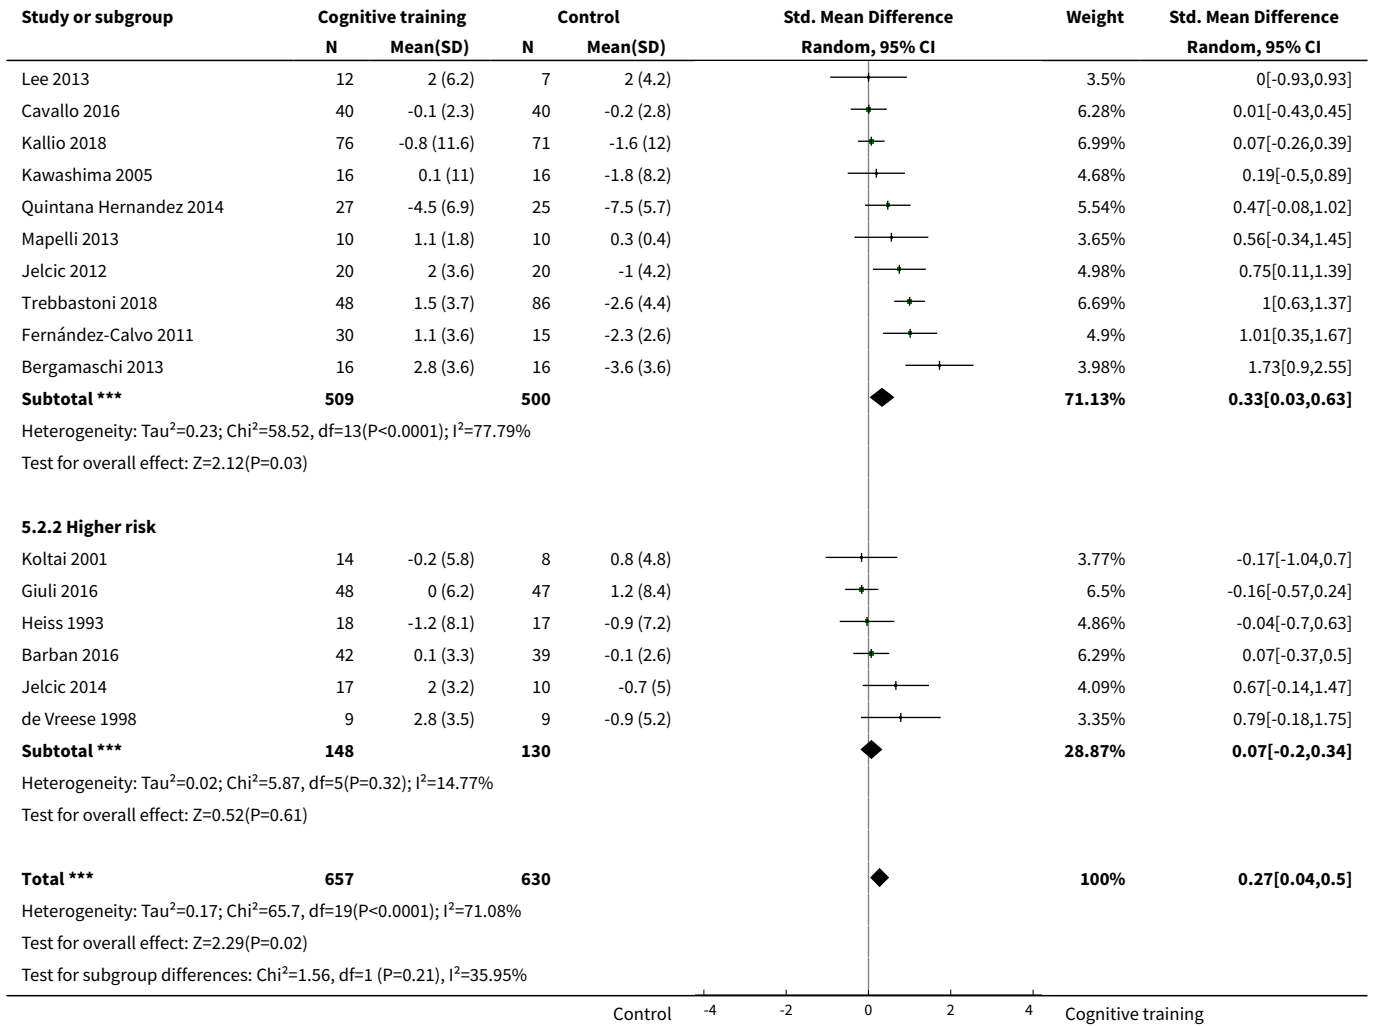 Study or subgroup Cognitive training Control Std. Mean Difference Weight Std. Mean Difference
N Mean(SD) N Mean(SD) Random, 95% CI Random, 95% CI
Lee 2013 12 2 (6.2) 7 2 (4.2) 3.5% 0[-0.93,0.93]
Cavallo 2016 40 -0.1 (2.3) 40 -0.2 (2.8) 6.28% 0.01[-0.43,0.45]
Kallio 2018 76 -0.8 (11.6) 71 -1.6 (12) 6.99% 0.07[-0.26,0.39]
Kawashima 2005 16 0.1 (11) 16 -1.8 (8.2) 4.68% 0.19[-0.5,0.89]
Quintana Hernandez 2014 27 -4.5 (6.9) 25 -7.5 (5.7) 5.54% 0.47[-0.08,1.02]
Mapelli 2013 10 1.1 (1.8) 10 0.3 (0.4) 3.65% 0.56[-0.34,1.45]
Jelcic 2012 20 2 (3.6) 20 -1 (4.2) 4.98% 0.75[0.11,1.39]
Trebbastoni 2018 48 1.5 (3.7) 86 -2.6 (4.4) 6.69% 1[0.63,1.37]
Fernández-Calvo 2011 30 1.1 (3.6) 15 -2.3 (2.6) 4.9% 1.01[0.35,1.67]
Bergamaschi 2013 16 2.8 (3.6) 16 -3.6 (3.6) 3.98% 1.73[0.9,2.55]
Subtotal *** 509 500 71.13% 0.33[0.03,0.63]
Heterogeneity: Tau²=0.23; Chi²=58.52, df=13(P<0.0001); I²=77.79%
Test for overall effect: Z=2.12(P=0.03)
5.2.2 Higher risk
Koltai 2001 14 -0.2 (5.8) 8 0.8 (4.8) 3.77% -0.17[-1.04,0.7]
Giuli 2016 48 0 (6.2) 47 1.2 (8.4) 6.5% -0.16[-0.57,0.24]
Heiss 1993 18 -1.2 (8.1) 17 -0.9 (7.2) 4.86% -0.04[-0.7,0.63]
Barban 2016 42 0.1 (3.3) 39 -0.1 (2.6) 6.29% 0.07[-0.37,0.5]
Jelcic 2014 17 2 (3.2) 10 -0.7 (5) 4.09% 0.67[-0.14,1.47]
de Vreese 1998 9 2.8 (3.5) 9 -0.9 (5.2) 3.35% 0.79[-0.18,1.75]
Subtotal *** 148 130 28.87% 0.07[-0.2,0.34]
Heterogeneity: Tau²=0.02; Chi²=5.87, df=5(P=0.32); I²=14.77%
Test for overall effect: Z=0.52(P=0.61)
Total *** 657 630 100% 0.27[0.04,0.5]
Heterogeneity: Tau²=0.17; Chi²=65.7, df=19(P<0.0001); I²=71.08%
Test for overall effect: Z=2.29(P=0.02)
Test for subgroup differences: Chi²=1.56, df=1 (P=0.21), I²=35.95%
Control -4 -2 0 2 4 Cognitive training